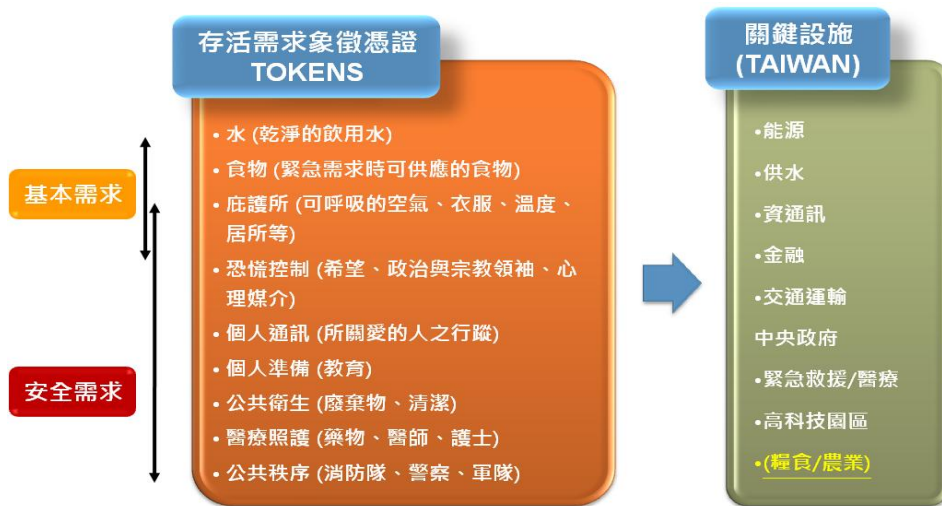 存活需求象徵憑證
TOKENS
關鍵設施
(TAIWAN)
基本需求
安全需求
• 水 (乾淨的飲用水)
• 食物 (緊急需求時可供應的食物)
• 庇護所 (可呼吸的空氣、衣服、溫度、
居所等)
• 恐慌控制 (希望、政治與宗教領袖、心
理媒介)
• 個人通訊 (所關愛的人之行蹤)
• 個人準備 (教育)
• 公共衛生 (廢棄物、清潔)
• 醫療照護 (藥物、醫師、護士)
• 公共秩序 (消防隊、警察、軍隊)
•能源
•供水
•資通訊
•金融
•交通運輸
中央政府
•緊急救援/醫療
•高科技園區
•(糧食/農業)